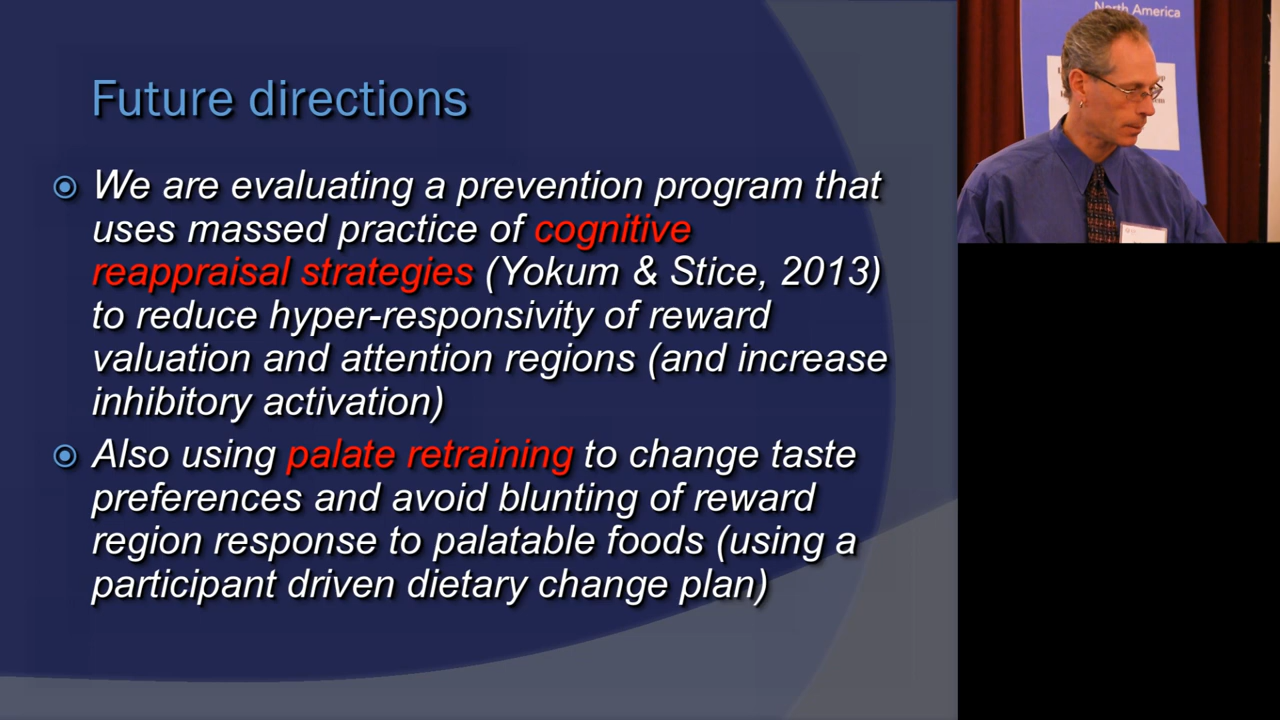 Future directions
We are evaluating a prevention program that
uses massed practice of cognitive
reappraisal strategies (Yokum & Stice, 2013)
to reduce hyper-responsivity of reward
valuation and attention regions (and increase
inhibitory activation)
Also using palate retraining to change taste
preferences and avoid blunting of reward
region response to palatable foods (using a
participant driven dietary change plan)
North America